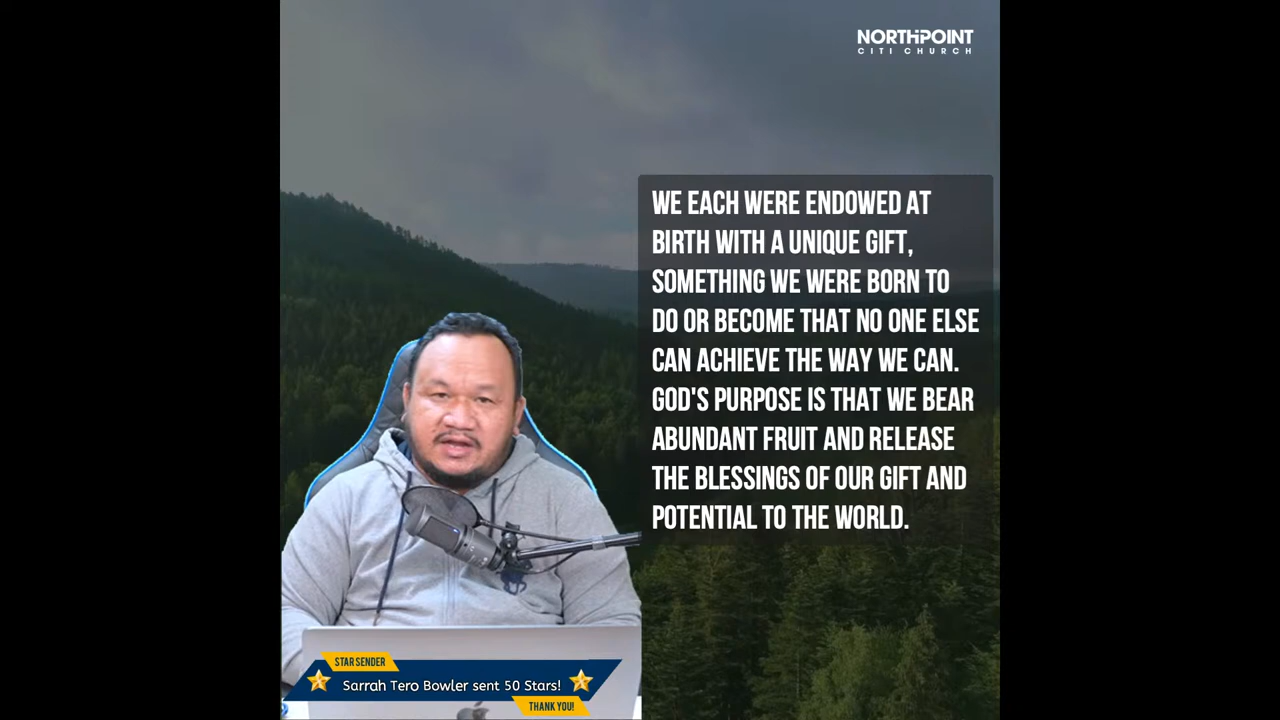 NORTHPOINT
CITI CHURCH
WE EACH WERE ENDOWED AT
BIRTH WITH A UNIQUE GIFT,
SOMETHING WE WERE BORN TO
DO OR BECOME THAT NO ONE ELSE
CAN ACHIEVE THE WAY WE CAN.
GOD'S PURPOSE IS THAT WE BEAR
ABUNDANT FRUIT AND RELEASE
THE BLESSINGS OF OUR GIFT AND
POTENTIAL TO THE WORLD.
STAR SENDER
Sarrah Tero Bowler sent 50 Stars!
THANK YOU!